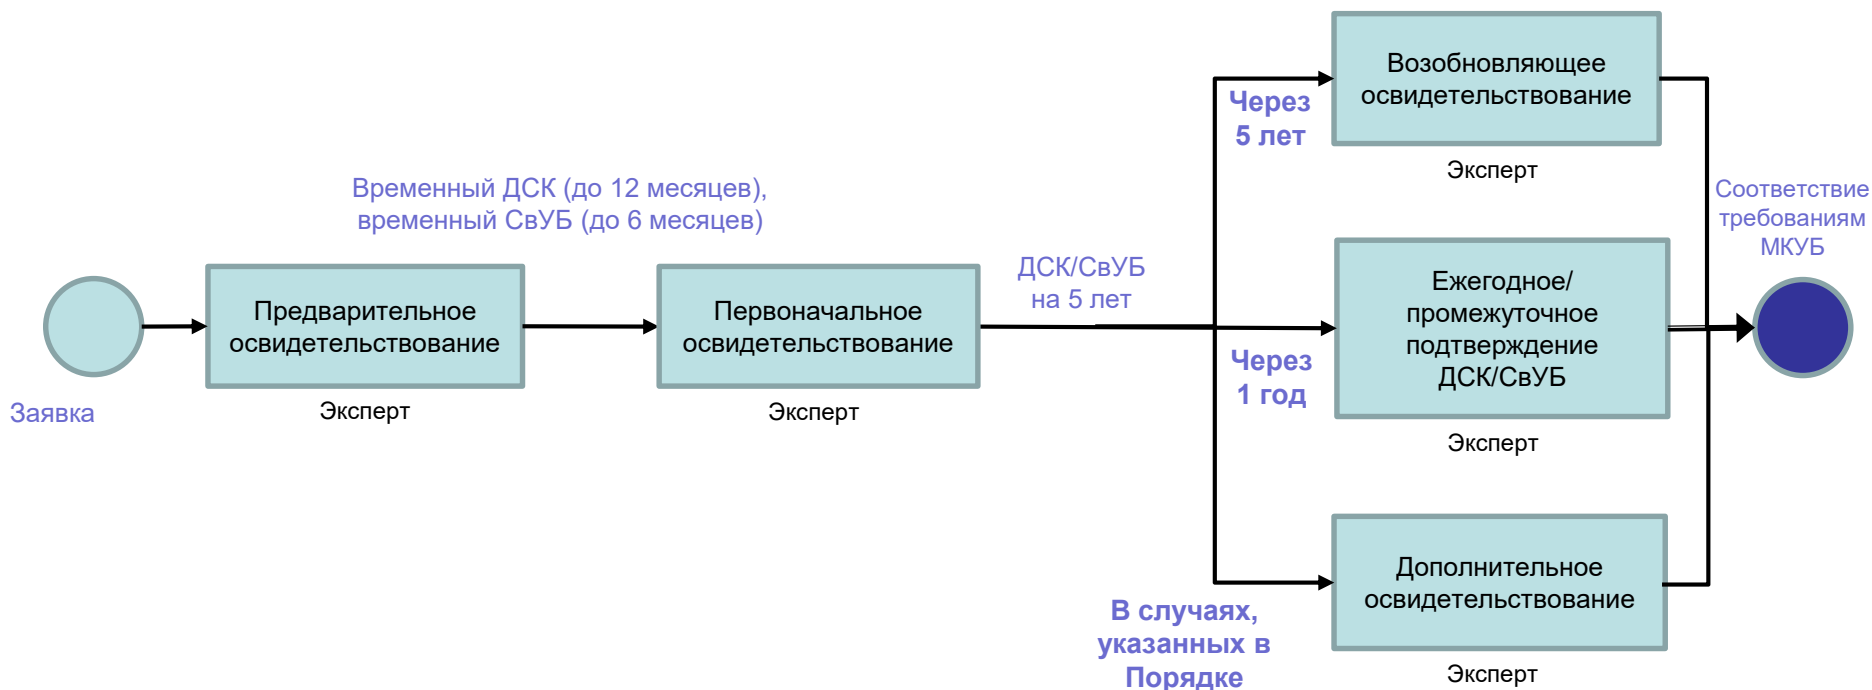 Заявка
Предварительное
освидетельствование
Эксперт
Временный ДСК (до 12 месяцев),
временный СвУБ (до 6 месяцев)
Первоначальное
освидетельствование
Эксперт
ДСК/СвУБ
на 5 лет
Через
5 лет
Возобновляющее
освидетельствование
Эксперт
Через
1 год
Ежегодное/
промежуточное
подтверждение
ДСК/СвУБ
Эксперт
В случаях,
указанных в
Порядке
Дополнительное
освидетельствование
Эксперт
Соответствие
требованиям
МКУБ